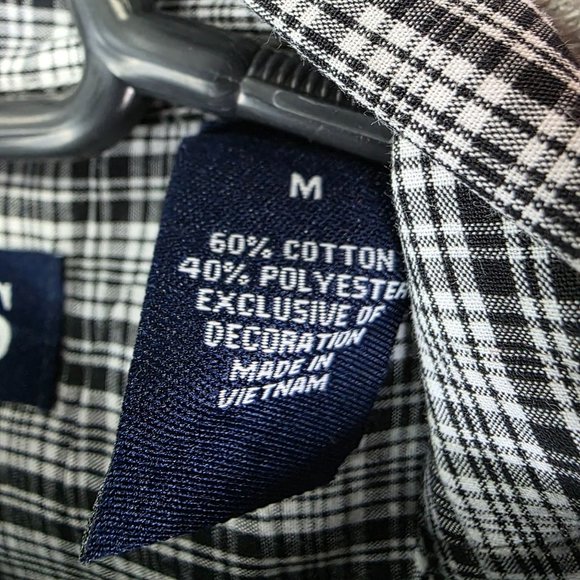 M
60% COTTON
40% POLYESTER
EXCLUSIVE OF
DECORATION
MADE IN
VIETNAM